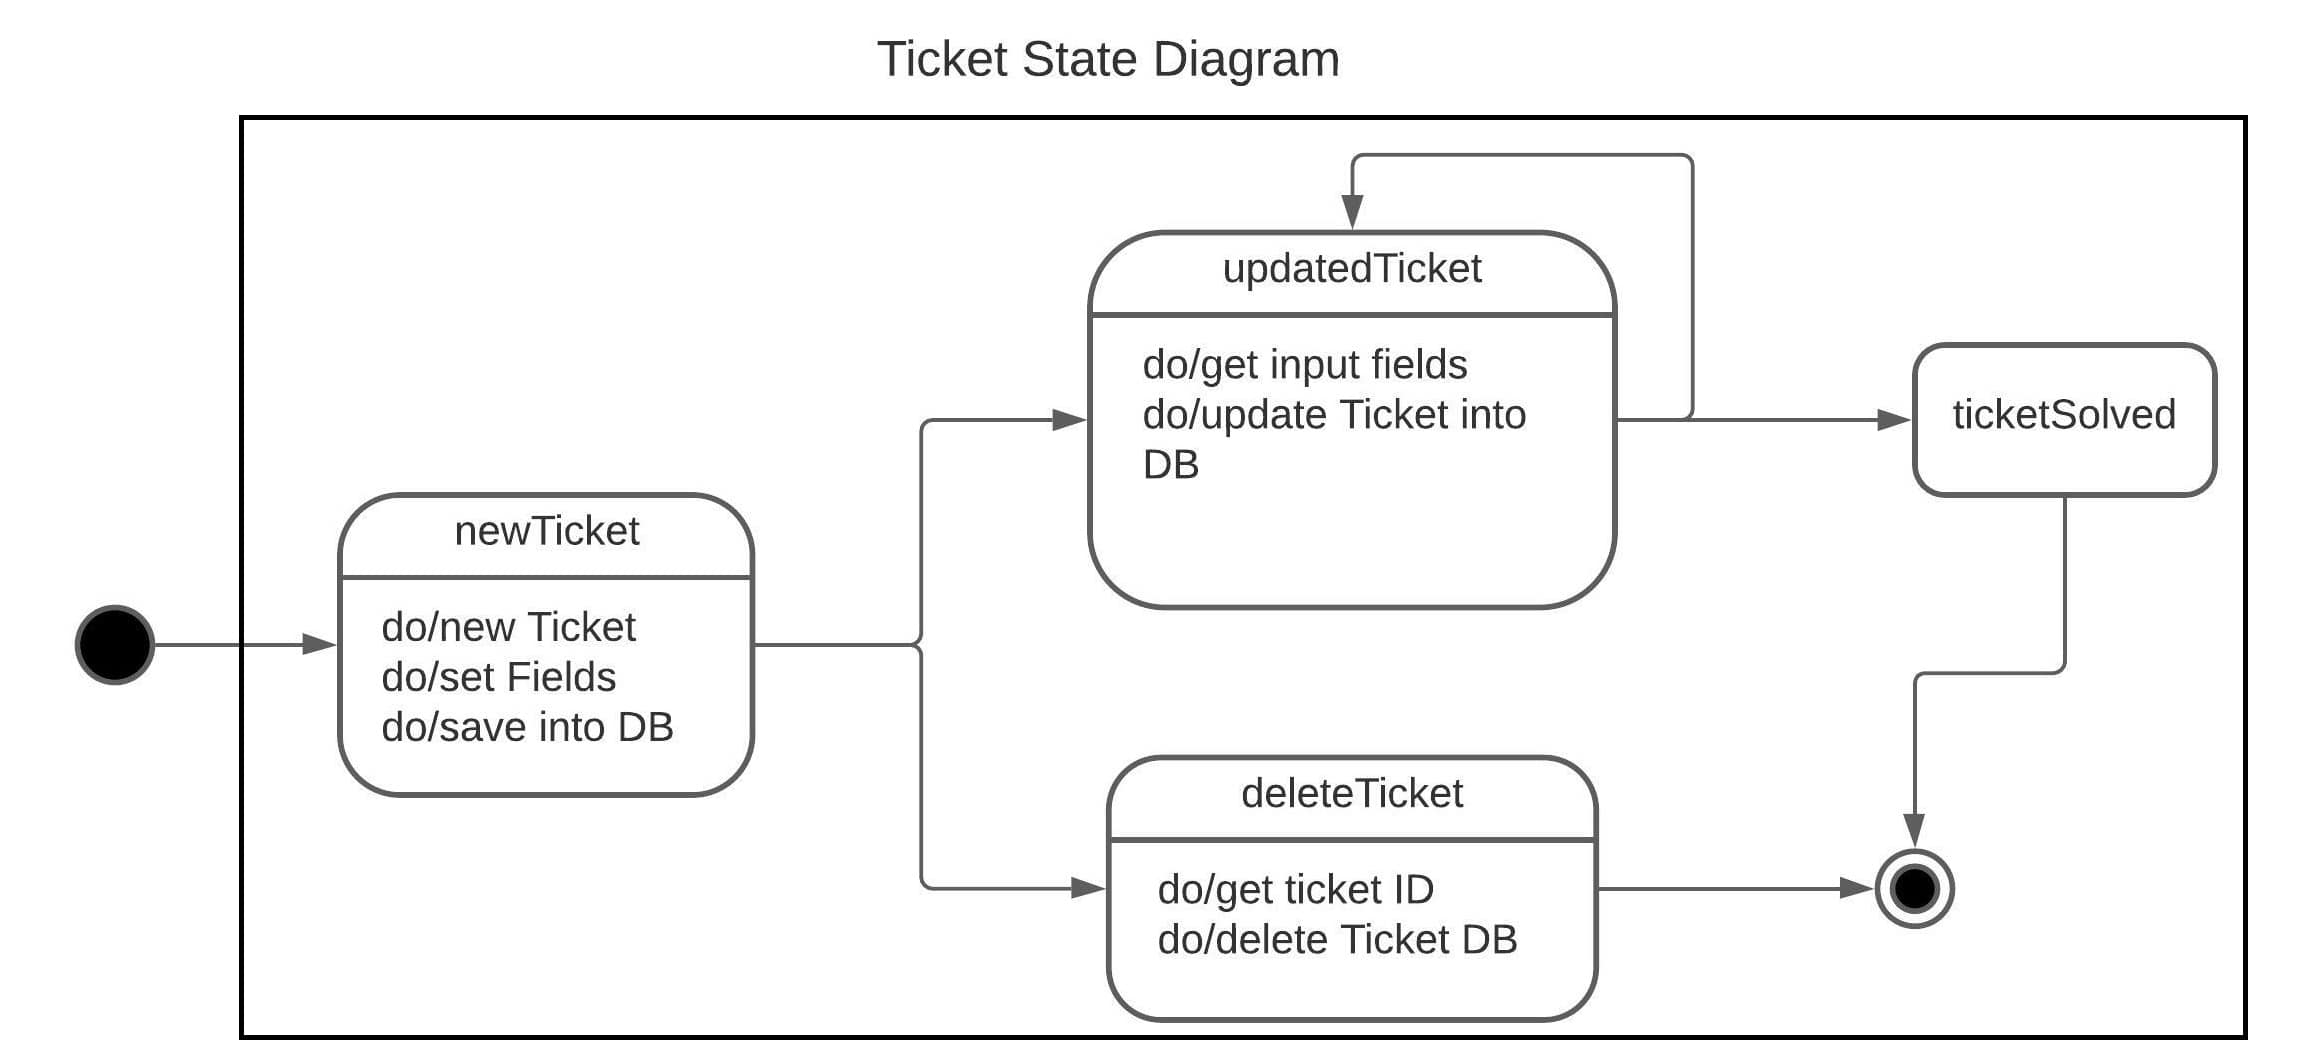 Ticket State Diagram
updatedTicket
do/get input fields
do/update Ticket into
DB
ticketSolved
newTicket
do/new Ticket
do/set Fields
do/save into DB
deleteTicket
do/get ticket ID
do/delete Ticket DB